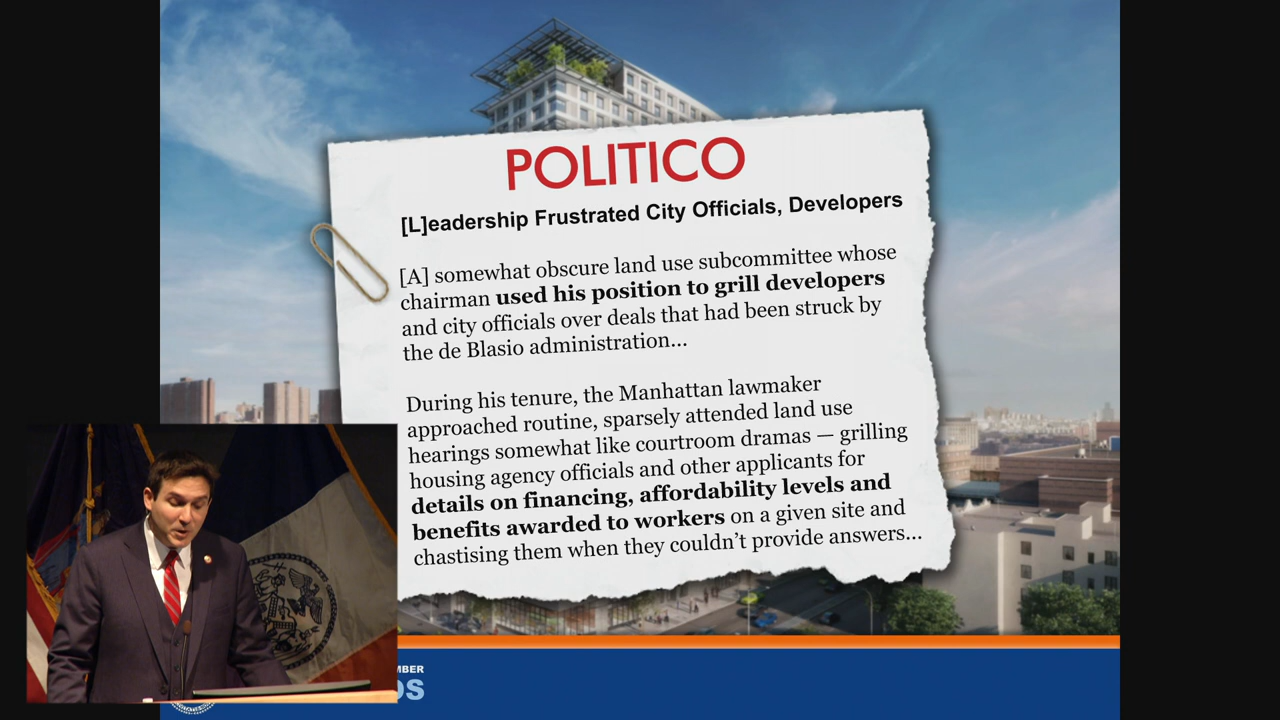 POLITICO
[L]eadership Frustrated City Officials, Developers
[A] somewhat obscure land use subcommittee whose
chairman used his position to grill developers
and city officials over deals that had been struck by
the de Blasio administration...
During his tenure, the Manhattan lawmaker
approached routine, sparsely attended land use
hearings somewhat like courtroom dramas — grilling
housing agency officials and other applicants for
details on financing, affordability levels and
benefits awarded to workers on a given site and
chastising them when they couldn't provide answers...
MBER
OS